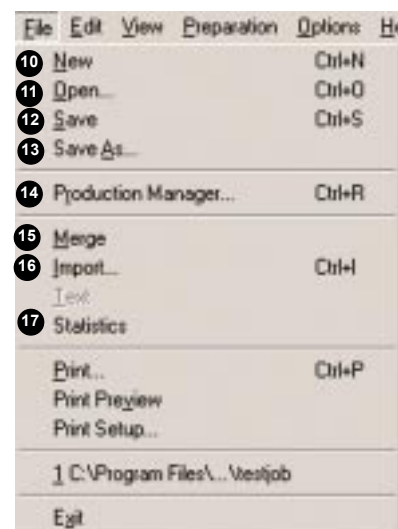 File Edit View Preparation Options
10 New Ctrl+N
11 Open... Ctrl+O
12 Save Ctrl+S
13 Save As...
14 Production Manager... Ctrl+R
15 Merge
16 Import... Ctrl+I
Text
17 Statistics
Print... Ctrl+P
Print Preview
Print Setup...
1 C:\Program Files\...\testjob
Exit